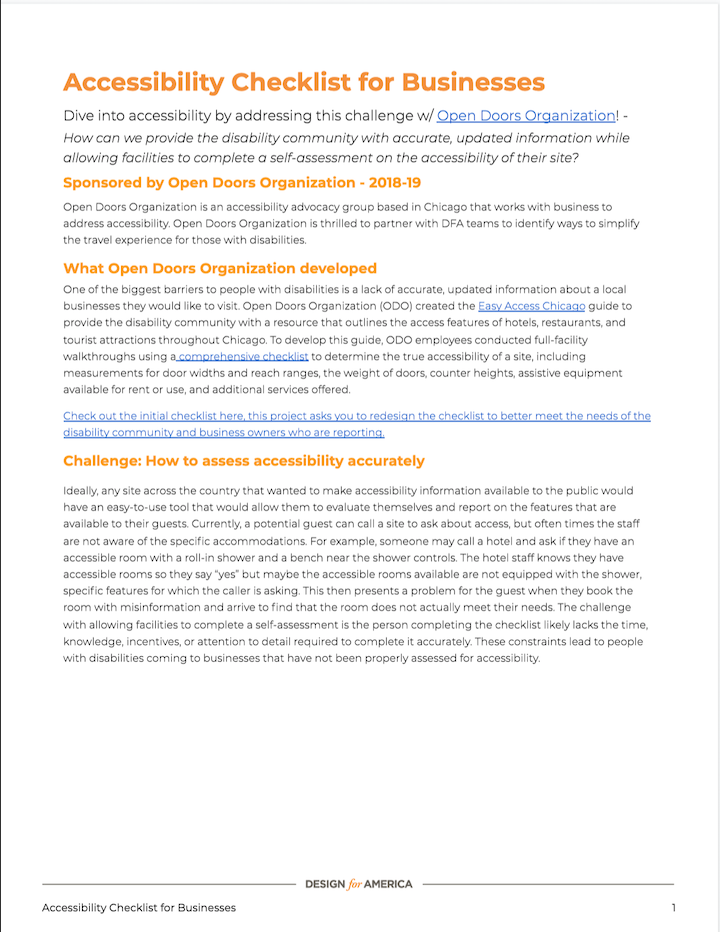 Accessibility Checklist for Businesses
Dive into accessibility by addressing this challenge w/ Open Doors Organization! -
How can we provide the disability community with accurate, updated information while
allowing facilities to complete a self-assessment on the accessibility of their site?
Sponsored by Open Doors Organization - 2018-19
Open Doors Organization is an accessibility advocacy group based in Chicago that works with business to
address accessibility. Open Doors Organization is thrilled to partner with DFA teams to identify ways to simplify
the travel experience for those with disabilities.
What Open Doors Organization developed
One of the biggest barriers to people with disabilities is a lack of accurate, updated information about a local
businesses they would like to visit. Open Doors Organization (ODO) created the Easy Access Chicago guide to
provide the disability community with a resource that outlines the access features of hotels, restaurants, and
tourist attractions throughout Chicago. To develop this guide, ODO employees conducted full-facility
walkthroughs using a comprehensive checklist to determine the true accessibility of a site, including
measurements for door widths and reach ranges, the weight of doors, counter heights, assistive equipment
available for rent or use, and additional services offered.
Check out the initial checklist here, this project asks you to redesign the checklist to better meet the needs of the
disability community and business owners who are reporting.
Challenge: How to assess accessibility accurately
Ideally, any site across the country that wanted to make accessibility information available to the public would
have an easy-to-use tool that would allow them to evaluate themselves and report on the features that are
available to their guests. Currently, a potential guest can call a site to ask about access, but often times the staff
are not aware of the specific accommodations. For example, someone may call a hotel and ask if they have an
accessible room with a roll-in shower and a bench near the shower controls. The hotel staff knows they have
accessible rooms so they say “yes” but maybe the accessible rooms available are not equipped with the shower,
specific features for which the caller is asking. This then presents a problem for the guest when they book the
room with misinformation and arrive to find that the room does not actually meet their needs. The challenge
with allowing facilities to complete a self-assessment is the person completing the checklist likely lacks the time,
knowledge, incentives, or attention to detail required to complete it accurately. These constraints lead to people
with disabilities coming to businesses that have not been properly assessed for accessibility.
DESIGN for AMERICA
Accessibility Checklist for Businesses 1